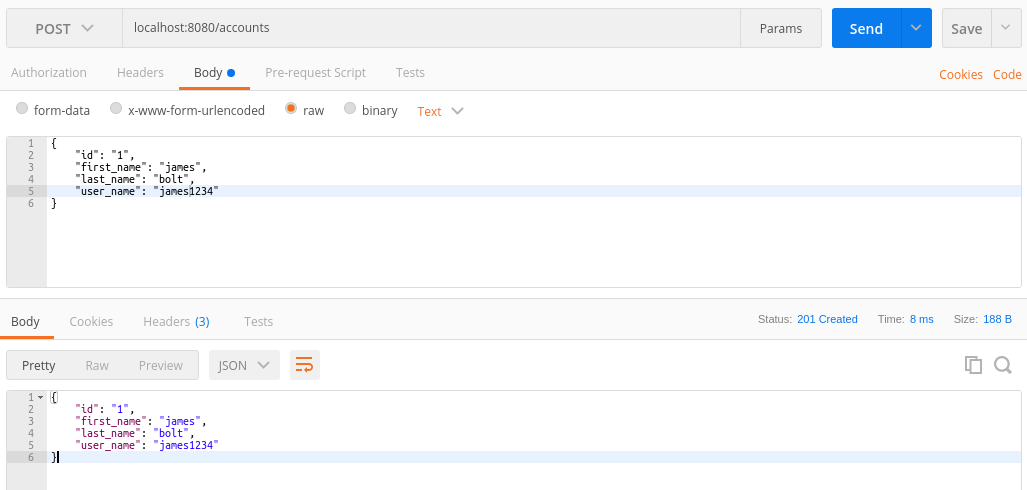 POST localhost:8080/accounts Params Send Save
Authorization Headers Body Pre-request Script Tests Cookies Code
form-data x-www-form-urlencoded raw binary Text
1 {
2 "id": "1",
3 "first_name": "james",
4 "last_name": "bolt",
5 "user_name": "james1234"
6 }
Body Cookies Headers (3) Tests Status: 201 Created Time: 8 ms Size: 188 B
Pretty Raw Preview JSON
1 {
2 "id": "1",
3 "first_name": "james",
4 "last_name": "bolt",
5 "user_name": "james1234"
6 }